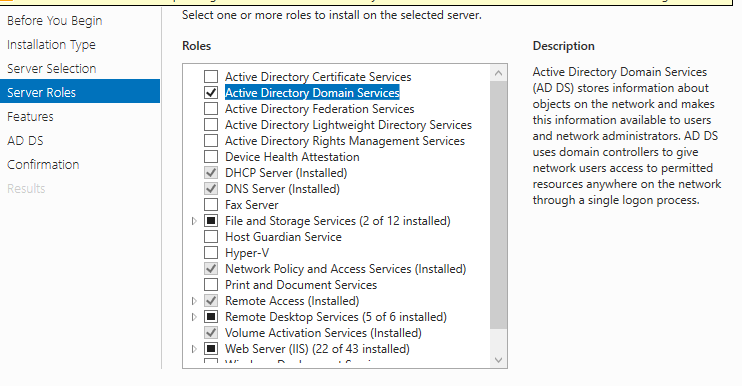 Select one or more roles to install on the selected server.
Before You Begin
Installation Type
Server Selection
Server Roles
Features
AD DS
Confirmation
Results
Roles
Active Directory Certificate Services
Active Directory Domain Services
Active Directory Federation Services
Active Directory Lightweight Directory Services
Active Directory Rights Management Services
Device Health Attestation
DHCP Server (Installed)
DNS Server (Installed)
Fax Server
File and Storage Services (2 of 12 installed)
Host Guardian Service
Hyper-V
Network Policy and Access Services (Installed)
Print and Document Services
Remote Access (Installed)
Remote Desktop Services (5 of 6 installed)
Volume Activation Services (Installed)
Web Server (IIS) (22 of 43 installed)
Description
Active Directory Domain Services
(AD DS) stores information about
objects on the network and makes
this information available to users
and network administrators. AD DS
uses domain controllers to give
network users access to permitted
resources anywhere on the network
through a single logon process.